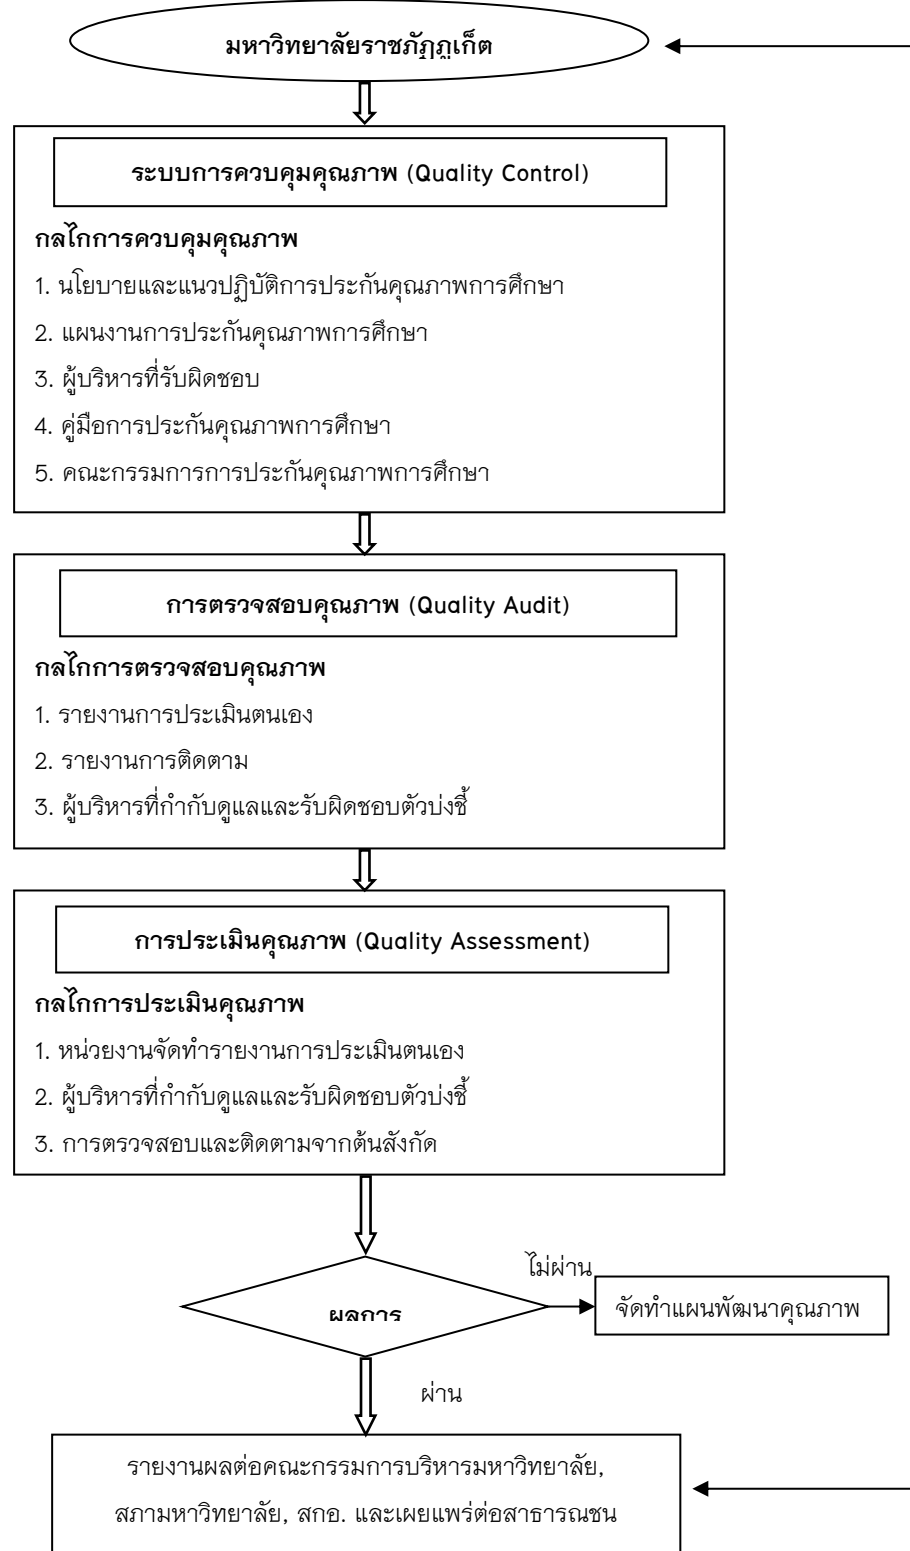 มหาวิทยาลัยราชภัฏภูเก็ต
ระบบการควบคุมคุณภาพ (Quality Control)
กลไกการควบคุมคุณภาพ
1. นโยบายและแนวปฏิบัติการประกันคุณภาพการศึกษา
2. แผนงานการประกันคุณภาพการศึกษา
3. ผู้บริหารที่รับผิดชอบ
4. คู่มือการประกันคุณภาพการศึกษา
5. คณะกรรมการการประกันคุณภาพการศึกษา
การตรวจสอบคุณภาพ (Quality Audit)
กลไกการตรวจสอบคุณภาพ
1. รายงานการประเมินตนเอง
2. รายงานการติดตาม
3. ผู้บริหารที่กำกับดูแลและรับผิดชอบตัวบ่งชี้
การประเมินคุณภาพ (Quality Assessment)
กลไกการประเมินคุณภาพ
1. หน่วยงานจัดทำรายงานการประเมินตนเอง
2. ผู้บริหารที่กำกับดูแลและรับผิดชอบตัวบ่งชี้
3. การตรวจสอบและติดตามจากต้นสังกัด
ไม่ผ่าน
ผลการ
จัดทำแผนพัฒนาคุณภาพ
ผ่าน
รายงานผลต่อคณะกรรมการบริหารมหาวิทยาลัย,
สภามหาวิทยาลัย, สกอ. และเผยแพร่ต่อสาธารณชน